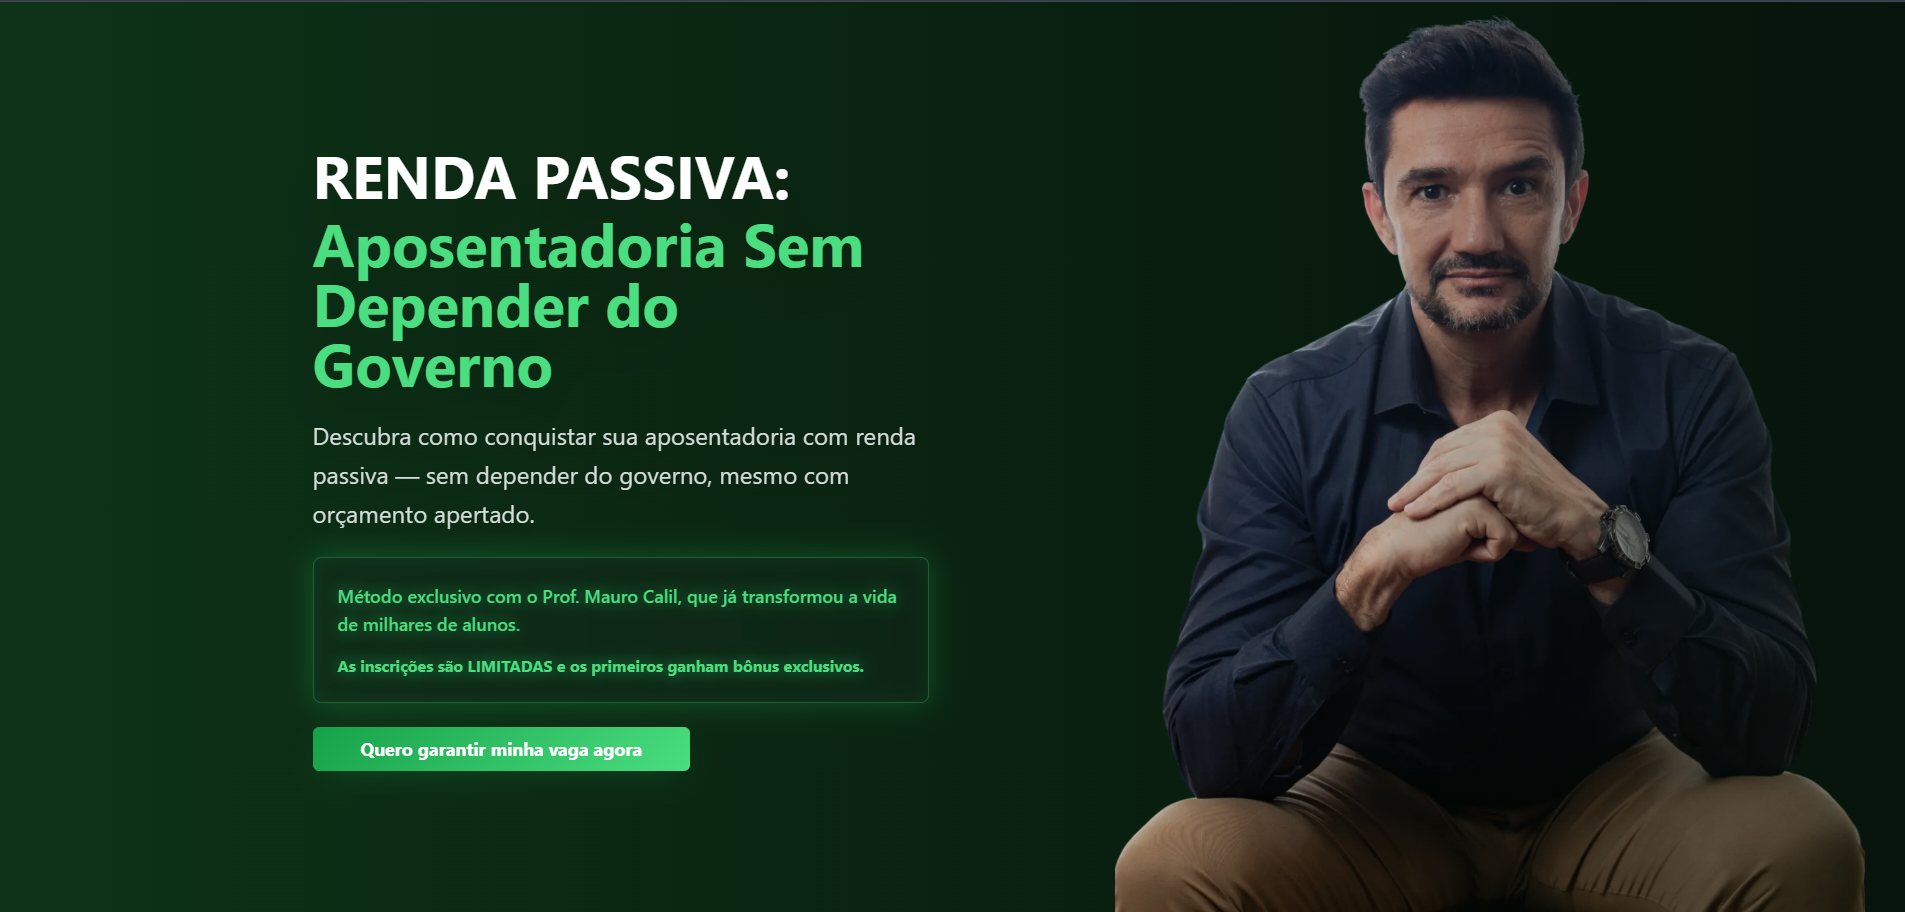 RENDA PASSIVA:
Aposentadoria Sem
Depender do
Governo
Descubra como conquistar sua aposentadoria com renda
passiva — sem depender do governo, mesmo com
orçamento apertado.
Método exclusivo com o Prof. Mauro Calil, que já transformou a vida
de milhares de alunos.
As inscrições são LIMITADAS e os primeiros ganham bônus exclusivos.
Quero garantir minha vaga agora